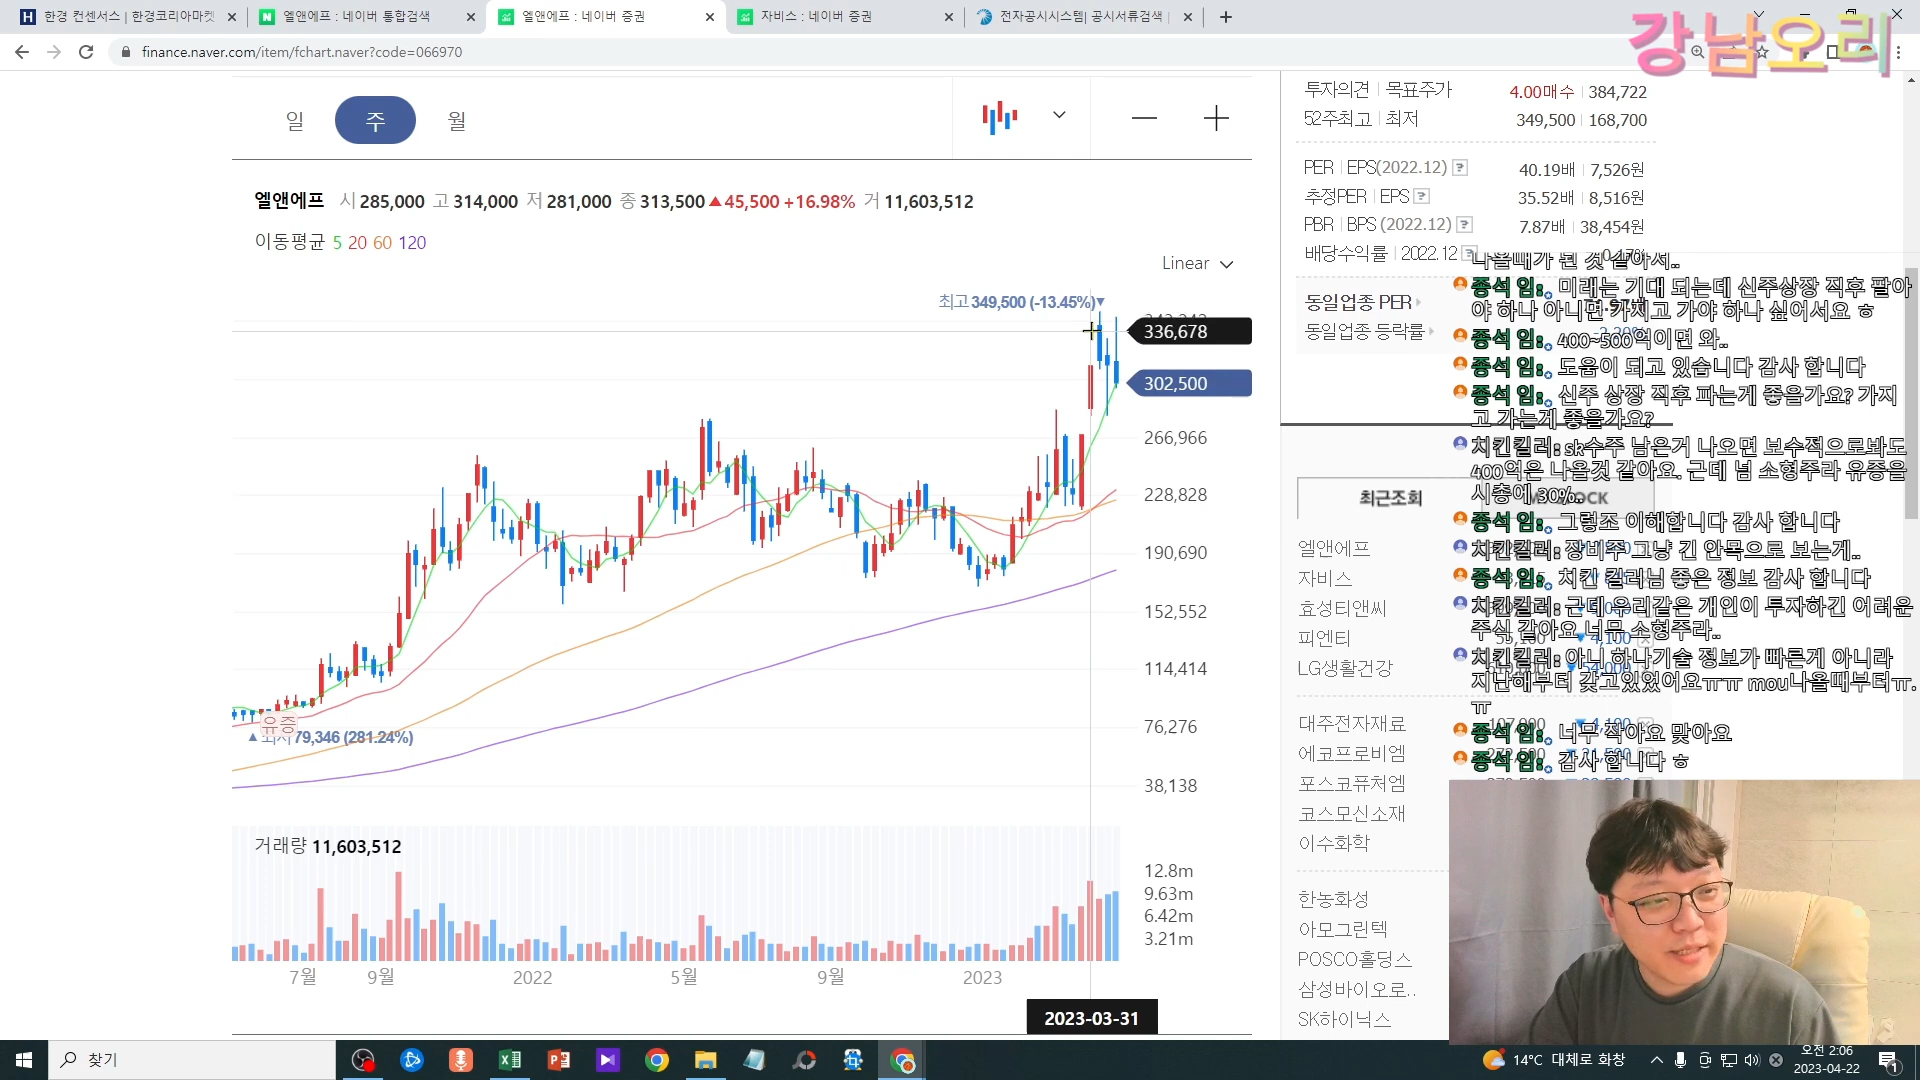 한경 컨센서스 | 한경코리아마켓
엘앤에프 : 네이버 통합검색
엘앤에프 : 네이버 증권
자비스 : 네이버 증권
전자공시시스템| 공시서류검색 |
강남오리
finance.naver.com/item/fchart.naver?code=066970
일 주 월
엘앤에프 시 285,000 고 314,000 저 281,000 종 313,500 ▲45,500 +16.98% 거 11,603,512
이동평균 5 20 60 120
Linear
최고 349,500 (-13.45%)▼
336,678
302,500
266,966
228,828
190,690
152,552
114,414
76,276
38,138
유증
79,346 (281.24%)
거래량 11,603,512
12.8m
9.63m
6.42m
3.21m
7월 9월 2022 5월 9월 2023
2023-03-31
투자의견 | 목표주가 4.00매수 | 384,722
52주최고 | 최저 349,500 | 168,700
PER | EPS(2022.12) ? 40.19배 | 7,526원
추정PER | EPS ? 35.52배 | 8,516원
PBR | BPS (2022.12) ? 7.87배 | 38,454원
배당수익률 | 2022.12 ? 0.17%
동일업종 PER
동일업종 등락률
최근조회
엘앤에프
자비스
효성티앤씨
피엔티
LG생활건강
대주전자재료
에코프로비엠
포스코퓨처엠
코스모신소재
이수화학
한농화성
아모그린텍
POSCO홀딩스
삼성바이오로..
SK하이닉스
나올때가 된 것 같아서..
종석 임: 미래는 기대 되는데 신주상장 직후 팔아
야 하나 아니면 가지고 가야 하나 싶어서요 ㅎ
종석 임: 400~500억이면 와..
종석 임: 도움이 되고 있습니다 감사 합니다
종석 임: 신주 상장 직후 파는게 좋을가요? 가지
고 가는게 좋을가요?
치킨킬러: sk수주 남은거 나오면 보수적으로봐도
400억은 나올것 같아요. 근데 넘 소형주라 유증을
시총에 30%..
종석 임: 그렇조 이해합니다 감사 합니다
치킨킬러: 장비주 그냥 긴 안목으로 보는게..
종석 임: 치킨 킬러님 좋은 정보 감사 합니다
치킨킬러: 근데 우리같은 개인이 투자하긴 어려운
주식 같아요 너무 소형주라..
치킨킬러: 아니 하나기술 정보가 빠른게 아니라
지난해부터 갖고있었어요ㅠㅠ mou나올때부터ㅠ.
ㅠ
종석 임: 너무 작아요 맞아요
종석 임: 감사 합니다 ㅎ
찾기
14°C 대체로 화창
오전 2:06
2023-04-22
1